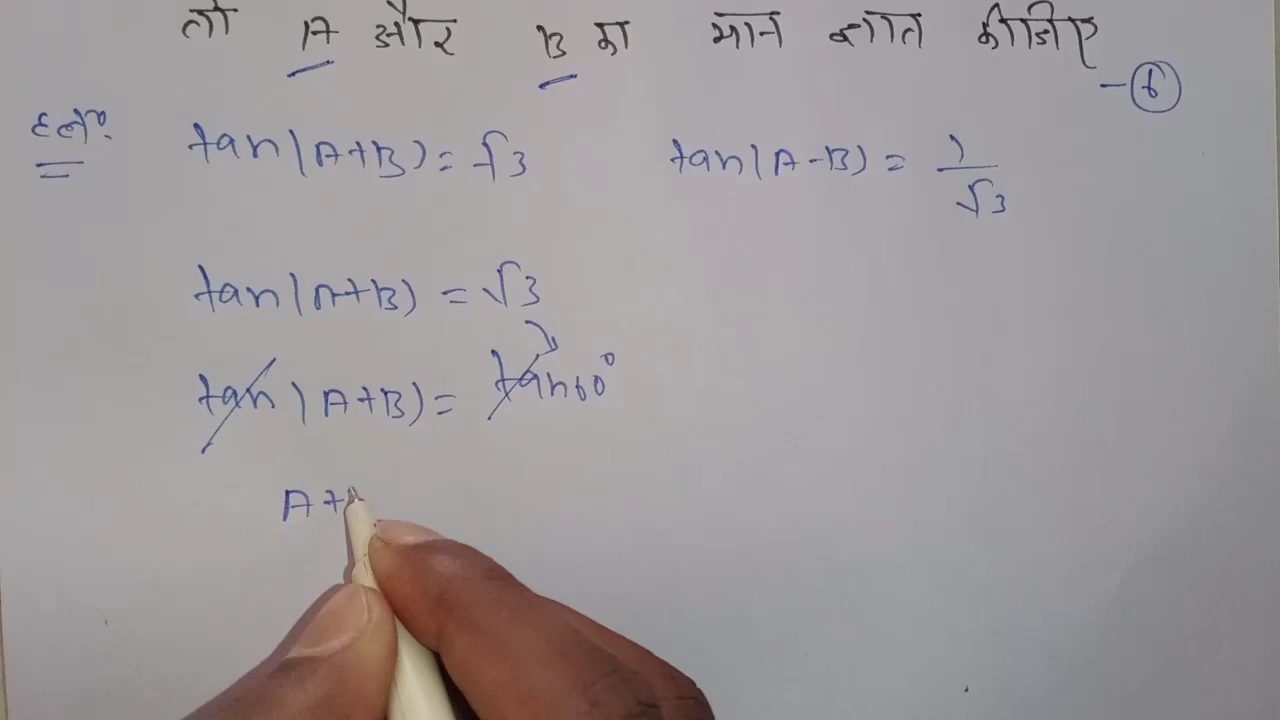 तो A और B का मान ज्ञात कीजिए
-⑥
हल:
tan(A+B) = √3 tan(A-B) = 1/√3
tan(A+B) = √3
tan(A+B) = tan60°
A+